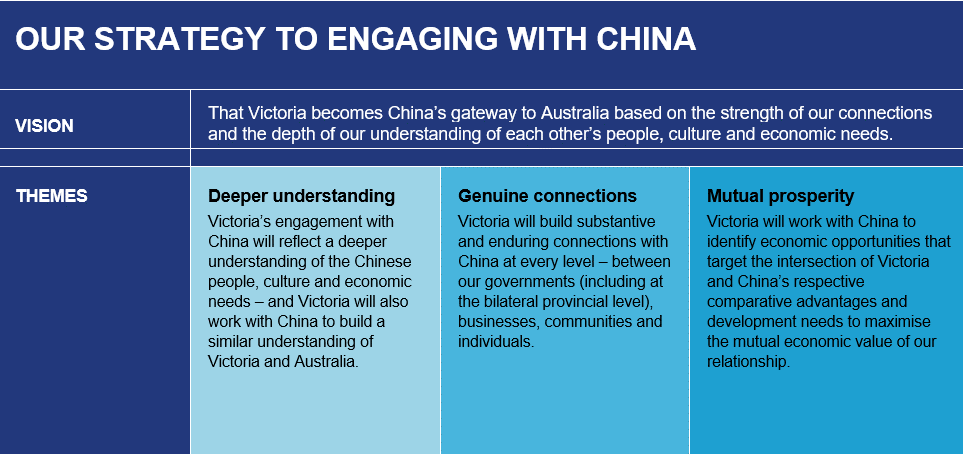 OUR STRATEGY TO ENGAGING WITH CHINA
VISION
That Victoria becomes China's gateway to Australia based on the strength of our connections
and the depth of our understanding of each other's people, culture and economic needs.
THEMES
Deeper understanding
Victoria's engagement with
China will reflect a deeper
understanding of the Chinese
people, culture and economic
needs – and Victoria will also
work with China to build a
similar understanding of
Victoria and Australia.
Genuine connections
Victoria will build substantive
and enduring connections with
China at every level – between
our governments (including at
the bilateral provincial level),
businesses, communities and
individuals.
Mutual prosperity
Victoria will work with China to
identify economic opportunities that
target the intersection of Victoria
and China's respective
comparative advantages and
development needs to maximise
the mutual economic value of our
relationship.